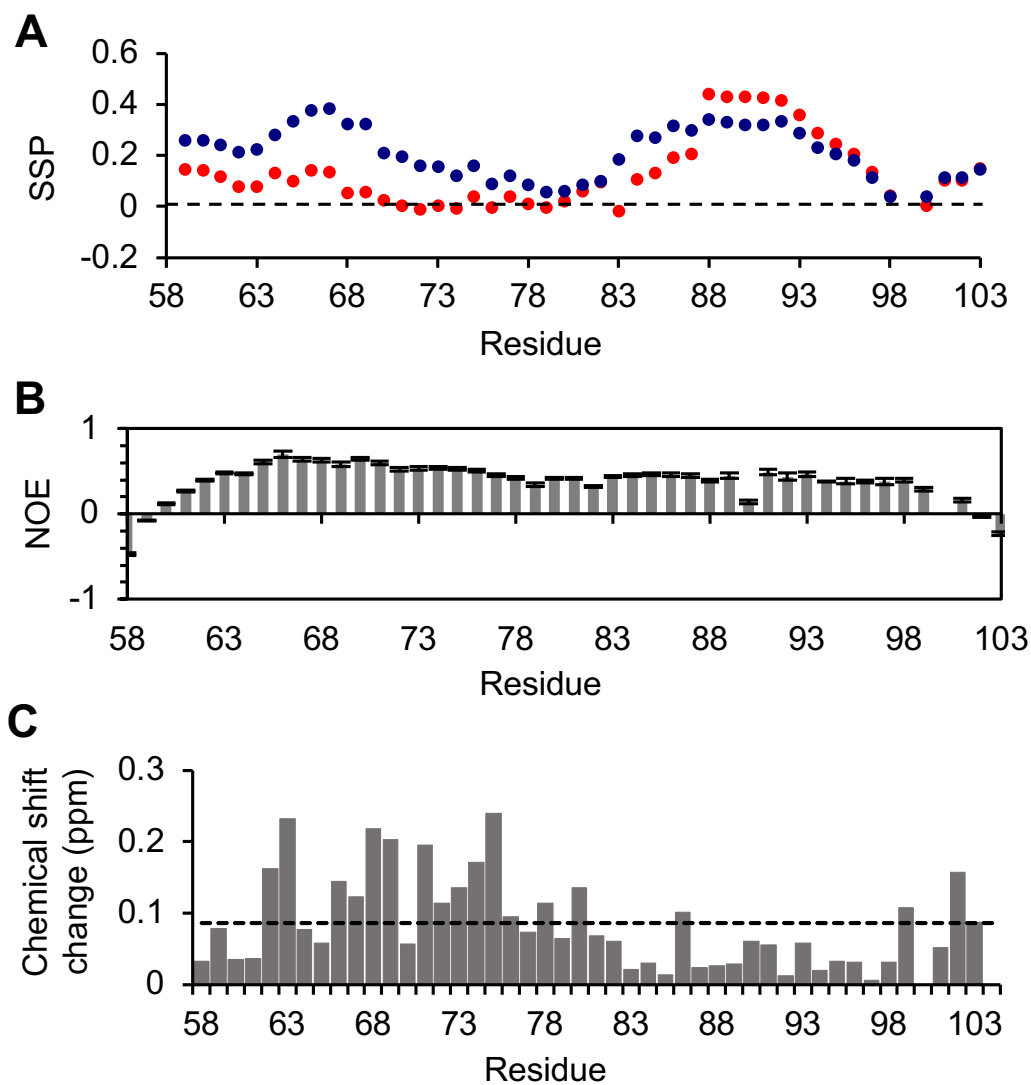 A
0.6
0.4
0.2
0
-0.2
SSP
58 63 68 73 78 83 88 93 98 103
Residue
B
1
0
-1
NOE
58 63 68 73 78 83 88 93 98 103
Residue
C
0.3
0.2
0.1
0
Chemical shift
change (ppm)
58 63 68 73 78 83 88 93 98 103
Residue